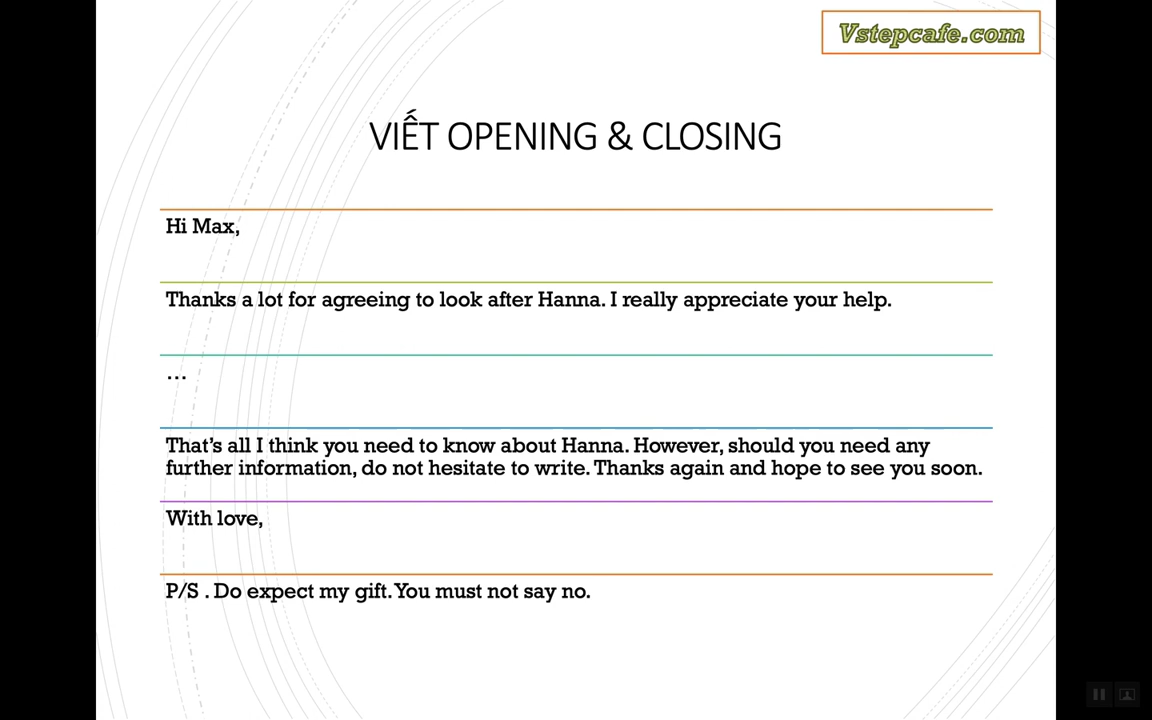 Vstepcafe.com
VIẾT OPENING & CLOSING
Hi Max,
Thanks a lot for agreeing to look after Hanna. I really appreciate your help.
…
That’s all I think you need to know about Hanna. However, should you need any
further information, do not hesitate to write. Thanks again and hope to see you soon.
With love,
P/S . Do expect my gift. You must not say no.